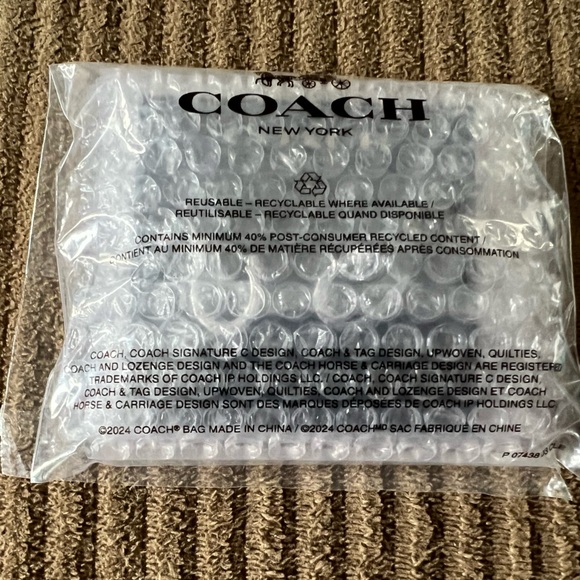 COACH
NEW YORK
REUSABLE – RECYCLABLE WHERE AVAILABLE /
REUTILISABLE – RECYCLABLE QUAND DISPONIBLE
CONTAINS MINIMUM 40% POST-CONSUMER RECYCLED CONTENT /
CONTIENT AU MINIMUM 40% DE MATIÈRE RÉCUPÉRÉES APRÈS CONSOMMATION
COACH, COACH SIGNATURE C DESIGN, COACH & TAG DESIGN, UPWOVEN, QUILTIES,
COACH AND LOZENGE DESIGN AND THE COACH HORSE & CARRIAGE DESIGN ARE REGISTERE
TRADEMARKS OF COACH IP HOLDINGS LLC. / COACH, COACH SIGNATURE C DESIGN,
COACH & TAG DESIGN, UPWOVEN, QUILTIES, COACH AND LOZENGE DESIGN ET COACH
HORSE & CARRIAGE DESIGN SONT DES MARQUES DÉPOSÉES DE COACH IP HOLDINGS LLC
©2024 COACH® BAG MADE IN CHINA / ©2024 COACHᴹᴰ SAC FABRIQUÉ EN CHINE
P 07438